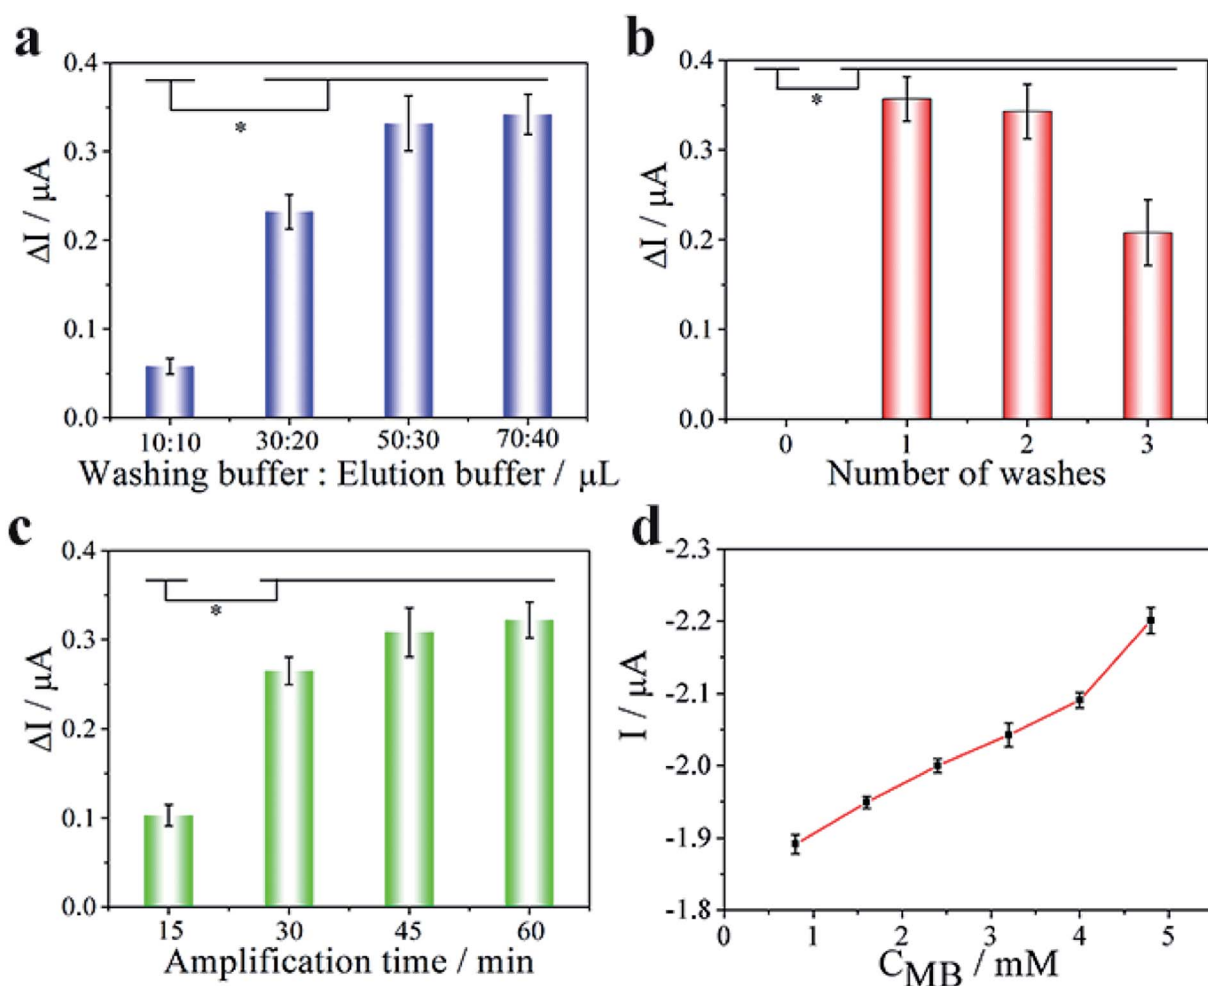 a
0.4
0.3
0.2
0.1
0.0
ΔI / μA
*
10:10 30:20 50:30 70:40
Washing buffer : Elution buffer / μL
b
0.4
0.3
0.2
0.1
0.0
ΔI / μA
*
0 1 2 3
Number of washes
c
0.4
0.3
0.2
0.1
0.0
ΔI / μA
*
15 30 45 60
Amplification time / min
d
-2.3
-2.2
-2.1
-2.0
-1.9
-1.8
I / μA
0 1 2 3 4 5
CMB / mM